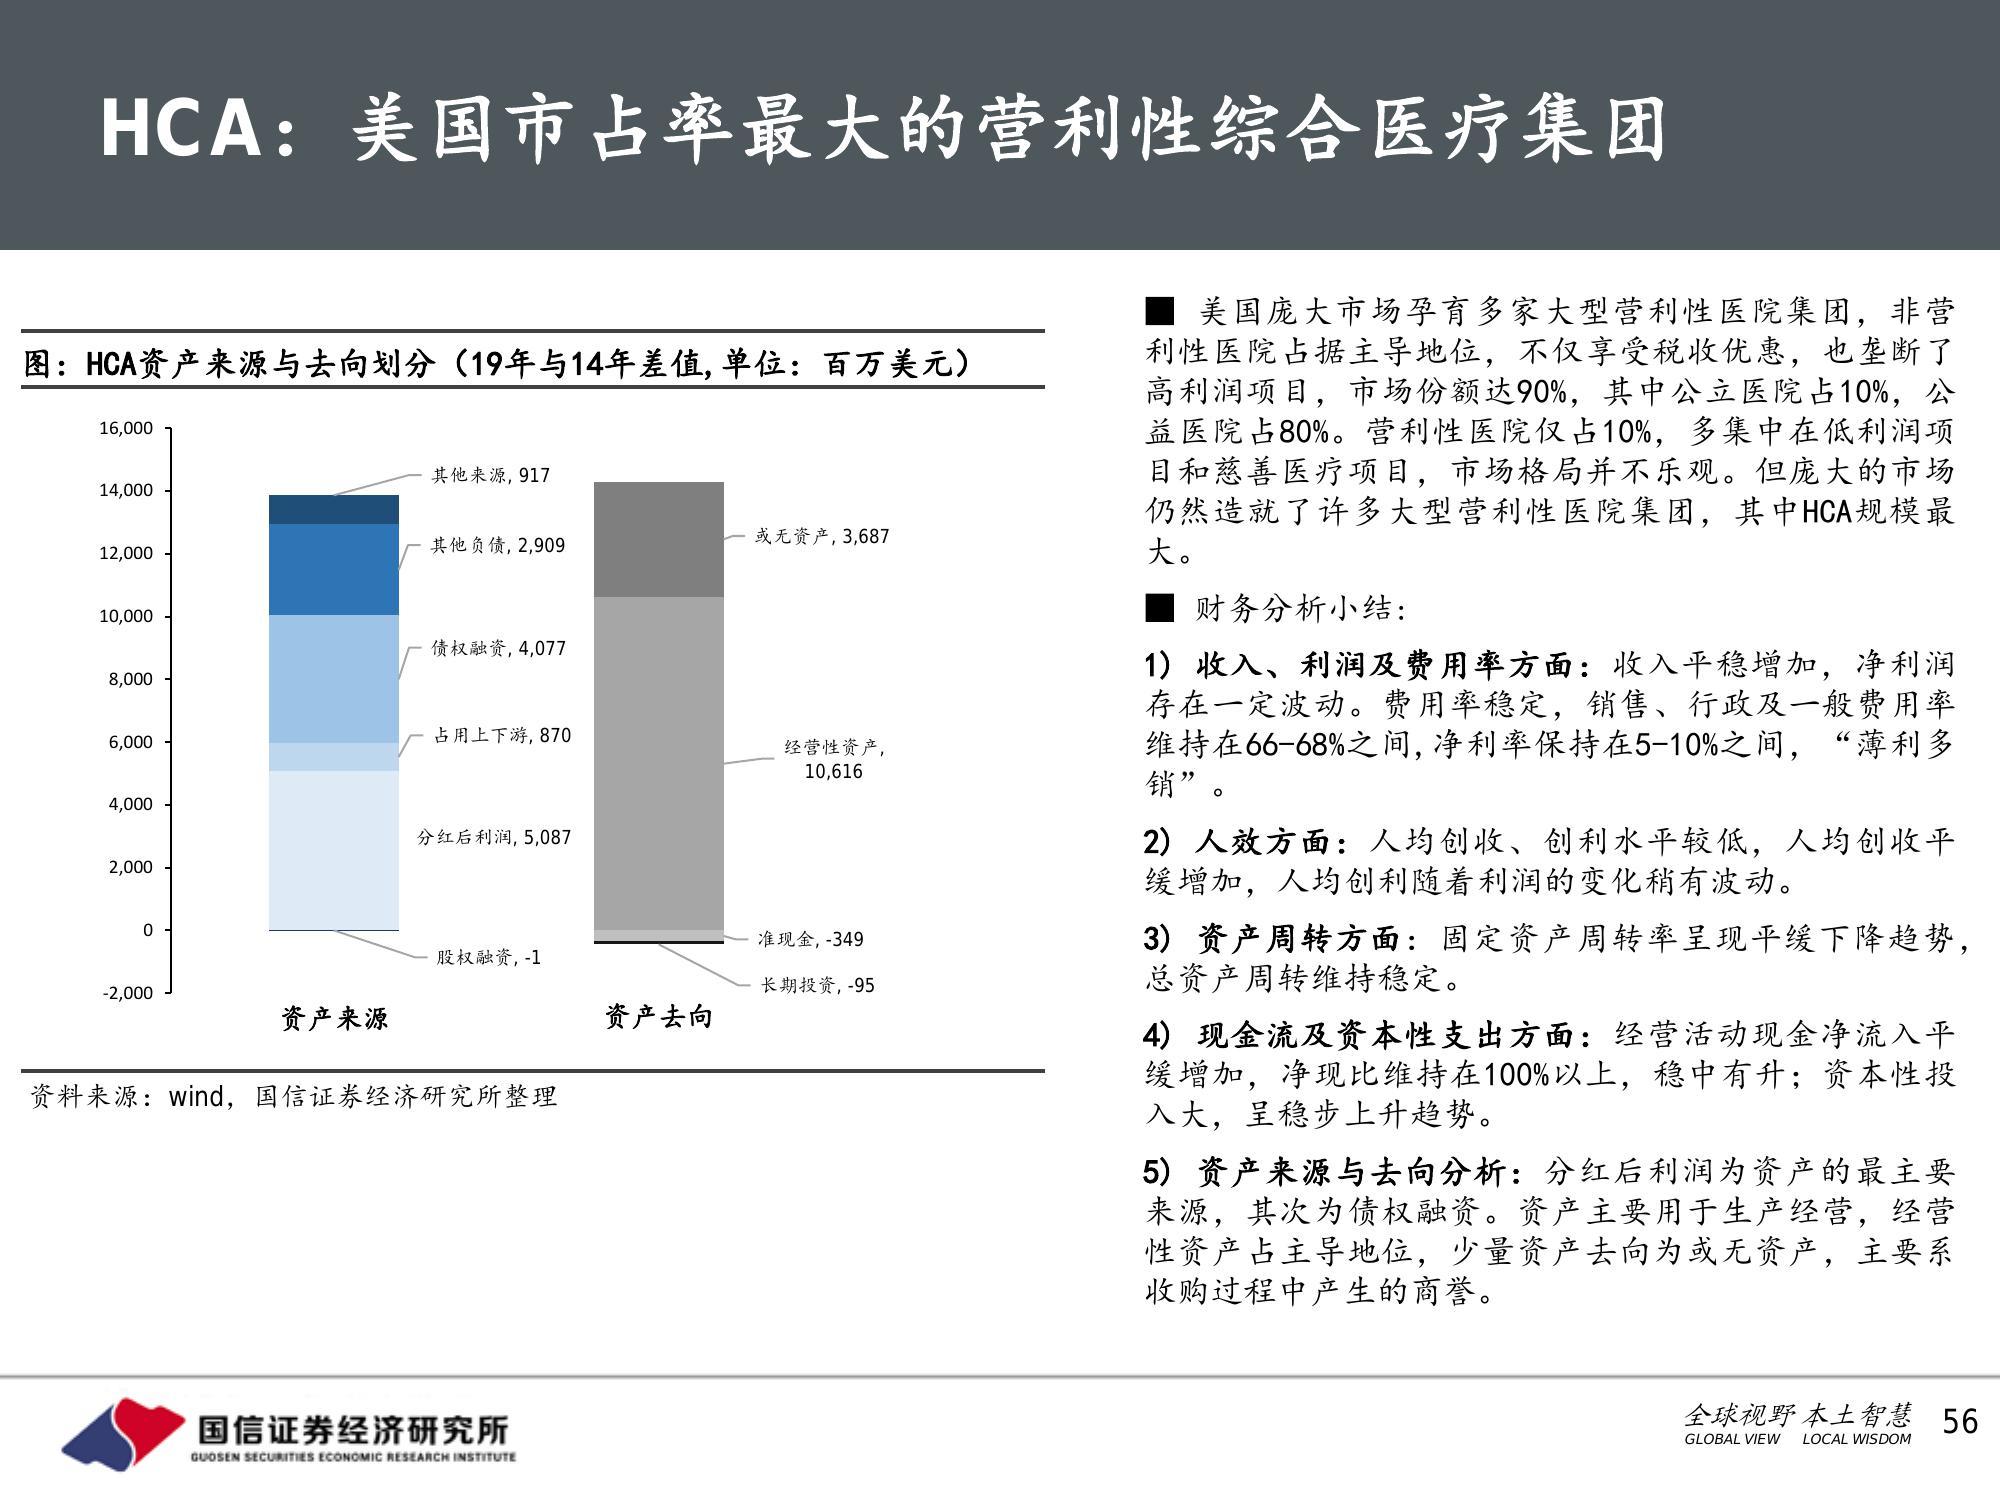 HCA：美国市占率最大的营利性综合医疗集团
图：HCA资产来源与去向划分（19年与14年差值,单位：百万美元）
16,000
14,000
12,000
10,000
8,000
6,000
4,000
2,000
0
-2,000
其他来源, 917
其他负债, 2,909
债权融资, 4,077
占用上下游, 870
分红后利润, 5,087
股权融资, -1
或无资产, 3,687
经营性资产,
10,616
准现金, -349
长期投资, -95
资产来源
资产去向
资料来源：wind，国信证券经济研究所整理
■ 美国庞大市场孕育多家大型营利性医院集团，非营
利性医院占据主导地位，不仅享受税收优惠，也垄断了
高利润项目，市场份额达90%，其中公立医院占10%，公
益医院占80%。营利性医院仅占10%，多集中在低利润项
目和慈善医疗项目，市场格局并不乐观。但庞大的市场
仍然造就了许多大型营利性医院集团，其中HCA规模最
大。
■ 财务分析小结：
1) 收入、利润及费用率方面：收入平稳增加，净利润
存在一定波动。费用率稳定，销售、行政及一般费用率
维持在66-68%之间,净利率保持在5-10%之间，“薄利多
销”。
2) 人效方面：人均创收、创利水平较低，人均创收平
缓增加，人均创利随着利润的变化稍有波动。
3) 资产周转方面：固定资产周转率呈现平缓下降趋势，
总资产周转维持稳定。
4) 现金流及资本性支出方面：经营活动现金净流入平
缓增加，净现比维持在100%以上，稳中有升；资本性投
入大，呈稳步上升趋势。
5) 资产来源与去向分析：分红后利润为资产的最主要
来源，其次为债权融资。资产主要用于生产经营，经营
性资产占主导地位，少量资产去向为或无资产，主要系
收购过程中产生的商誉。
国信证券经济研究所
GUOSEN SECURITIES ECONOMIC RESEARCH INSTITUTE
全球视野 本土智慧
GLOBAL VIEW LOCAL WISDOM
56